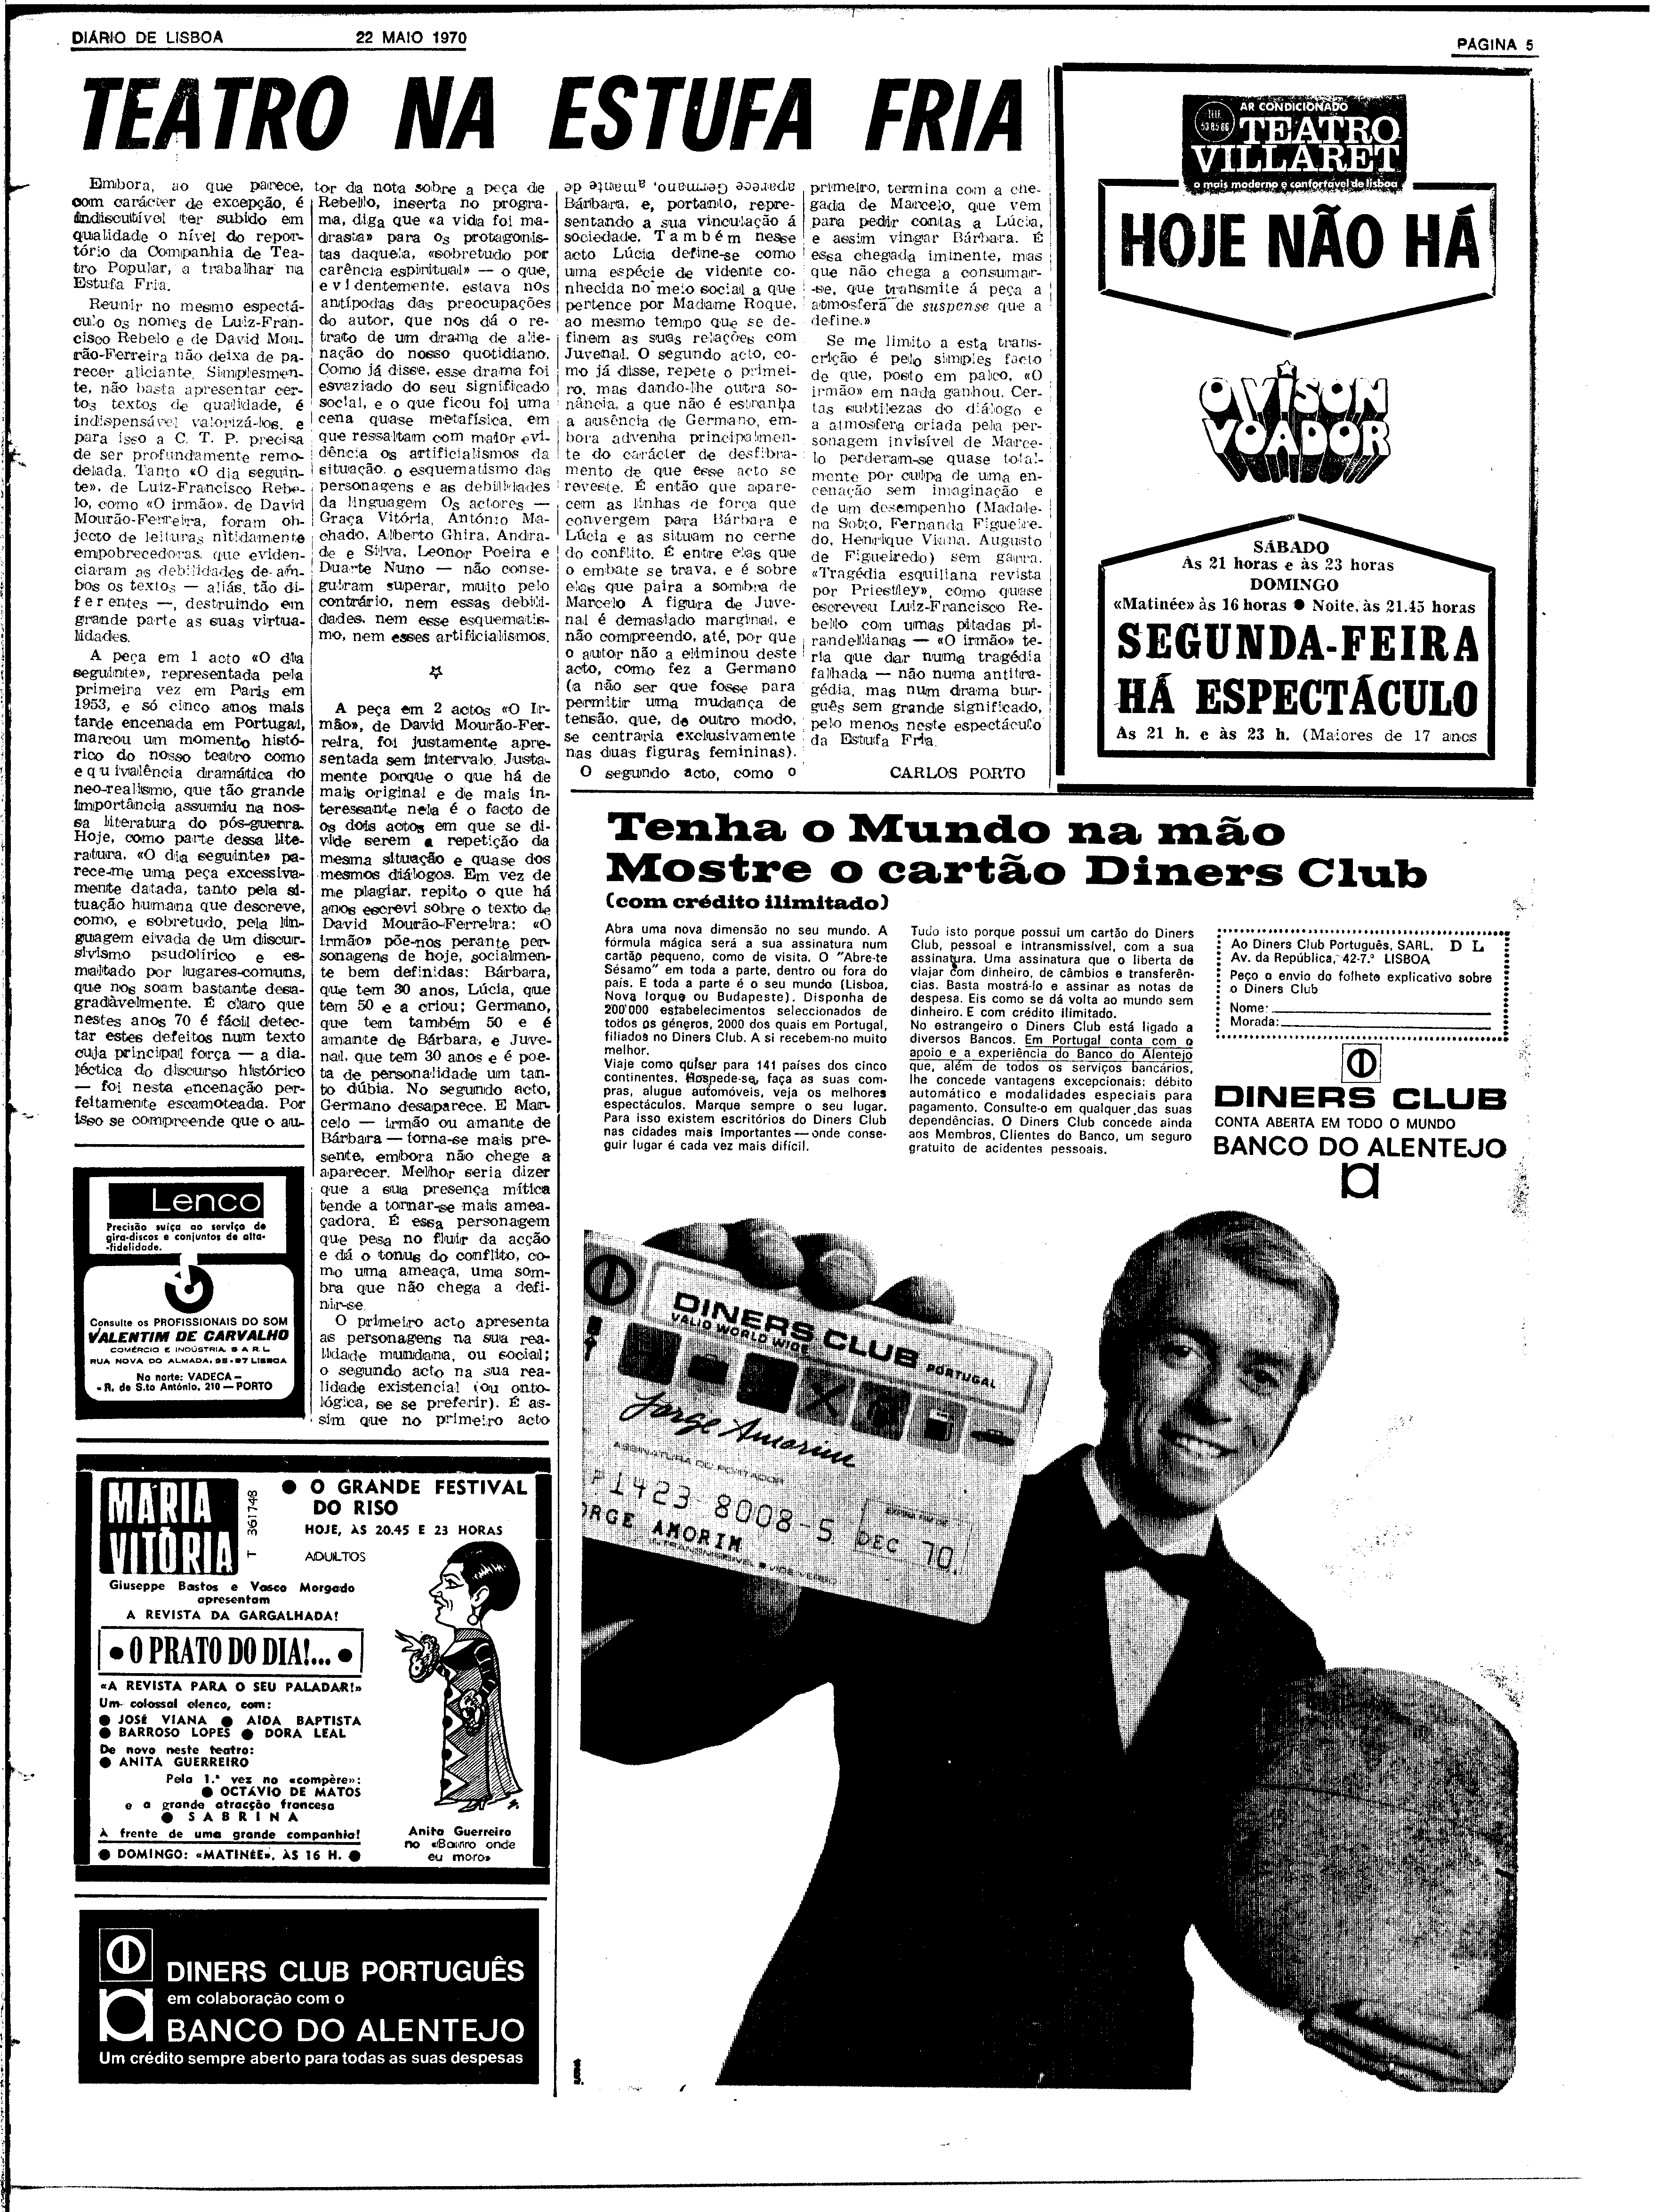 DIÁRIO DE LISBOA 22 MAIO 1970
PÁGINA 5
TEATRO NA ESTUFA FRIA
Embora, ao que parece,
com carácter de excepção, é
indiscutível ter subido em
qualidade o nível do repor-
tório da Companhia de Tea-
tro Popular, a trabalhar na
Estufa Fria.
Reunir no mesmo espectá-
culo os nomes de Luiz-Fran-
cisco Rebelo e de David Mou-
rão-Ferreira não deixa de pa-
recer aliciante. Simplesmen-
te, não basta apresentar cer-
tos textos de qualidade, é
indispensável valorizá-los, e
para isso a C. T. P. precisa
de ser profundamente remo-
delada. Tanto «O dia seguin-
te», de Luiz-Francisco Rebe-
lo, como «O irmão», de David
Mourão-Ferreira, foram ob-
jecto de leituras nitidamente
empobrecedoras, que eviden-
ciaram as debilidades de am-
bos os textos — aliás, tão di-
ferentes —, destruindo em
grande parte as suas virtua-
lidades.
A peça em 1 acto «O dia
seguinte», representada pela
primeira vez em Paris em
1953, e só cinco anos mais
tarde encenada em Portugal,
marcou um momento histó-
rico do nosso teatro como
equivalência dramática do
neo-realismo, que tão grande
importância assumiu na nos-
sa literatura do pós-guerra.
Hoje, como parte dessa lite-
ratura, «O dia seguinte» pa-
rece-me uma peça excessiva-
mente datada, tanto pela si-
tuação humana que descreve,
como, e sobretudo, pela lin-
guagem eivada de um discur-
sivismo psudolírico e es-
maltado por lugares-comuns,
que nos soam bastante desa-
gradàvelmente. É claro que
nestes anos 70 é fácil detec-
tar estes defeitos num texto
cuja principal força — a dia-
léctica do discurso histórico
— foi nesta encenação per-
feitamente escamoteada. Por
isso se compreende que o au-
tor da nota sobre a peça de
Rebello, inserta no progra-
ma, diga que «a vida foi ma-
drasta» para os protagonis-
tas daquela, «sobretudo por
carência espiritual» — o que,
evidentemente, estava nos
antípodas das preocupações
do autor, que nos dá o re-
trato de um drama de alie-
nação do nosso quotidiano.
Como já disse, esse drama foi
esvaziado do seu significado
social, e o que ficou foi uma
cena quase metafísica, em
que ressaltam com maior evi-
dência os artificialismos da
situação, o esquematismo das
personagens e as debilidades
da linguagem Os actores —
Graça Vitória, António Ma-
chado, Alberto Ghira, Andra-
de e Silva, Leonor Poeira e
Duarte Nuno — não conse-
guiram superar, muito pelo
contrário, nem essas debili-
dades, nem esse esquematis-
mo, nem esses artificialismos.
A peça em 2 actos «O Ir-
mão», de David Mourão-Fer-
reira, foi justamente apre-
sentada sem intervalo. Justa-
mente porque o que há de
mais original e de mais in-
teressante nela é o facto de
os dois actos em que se di-
vide serem a repetição da
mesma situação e quase dos
mesmos diálogos. Em vez de
me plagiar, repito o que há
anos escrevi sobre o texto de
David Mourão-Ferreira: «O
irmão» põe-nos perante per-
sonagens de hoje, socialmen-
te bem definidas: Bárbara,
que tem 30 anos, Lúcia, que
tem 50 e a criou; Germano,
que tem também 50 e é
amante de Bárbara, e Juve-
nal, que tem 30 anos e é poe-
ta de personalidade um tan-
to dúbia. No segundo acto,
Germano desaparece. E Mar-
celo — irmão ou amante de
Bárbara — torna-se mais pre-
sente, embora não chege a
aparecer. Melhor seria dizer
que a sua presença mítica
tende a tornar-se mais amea-
çadora. É essa personagem
que pesa no fluir da acção
e dá o tonus do conflito, co-
mo uma ameaça, uma som-
bra que não chega a defi-
nir-se.
O primeiro acto apresenta
as personagens na sua rea-
lidade mundana, ou social;
o segundo acto na sua rea-
lidade existencial (ou onto-
lógica, se se preferir). É as-
sim que no primeiro acto
aparece Germano, amante de
Bárbara, e, portanto, repre-
sentando a sua vinculação á
sociedade. Também nesse
acto Lúcia define-se como
uma espécie de vidente co-
nhecida no meio social a que
pertence por Madame Roque,
ao mesmo tempo que se de-
finem as suas relações com
Juvenal. O segundo acto, co-
mo já disse, repete o primei-
ro, mas dando-lhe outra so-
nância, a que não é estranha
a ausência de Germano, em-
bora advenha principalmen-
te do carácter de desfibra-
mento de que esse acto se
reveste. É então que apare-
cem as linhas de força que
convergem para Bárbara e
Lúcia e as situam no cerne
do conflito. É entre elas que
o embate se trava, e é sobre
elas que paira a sombra de
Marcelo A figura de Juve-
nal é demasiado marginal, e
não compreendo, até, por que
o autor não a eliminou deste
acto, como fez a Germano
(a não ser que fosse para
permitir uma mudança de
tensão, que, de outro modo,
se centraria exclusivamente
nas duas figuras femininas).
O segundo acto, como o
primeiro, termina com a che-
gada de Marcelo, que vem
para pedir contas a Lúcia,
e assim vingar Bárbara. É
essa chegada iminente, mas
que não chega a consumar-
-se, que transmite á peça a
atmosfera de suspense que a
define.»
Se me limito a esta trans-
crição é pelo simples facto
de que, posto em palco, «O
irmão» em nada ganhou. Cer-
tas subtilezas do diálogo e
a atmosfera criada pela per-
sonagem invisível de Marce-
lo perderam-se quase total-
mente por culpa de uma en-
cenação sem imaginação e
de um desempenho (Madale-
na Sotto, Fernanda Figueire-
do, Henrique Viana, Augusto
de Figueiredo) sem garra.
«Tragédia esquiliana revista
por Priestley», como quase
escreveu Luiz-Francisco Re-
bello com umas pitadas pi-
randellianas — «O irmão» te-
ria que dar numa tragédia
falhada — não numa antitra-
gédia, mas num drama bur-
guês sem grande significado,
pelo menos neste espectáculo
da Estufa Fria.
CARLOS PORTO
AR CONDICIONADO
TELE. 53 85 86
TEATRO
VILLARET
o mais moderno e confortável de lisboa
HOJE NÃO HÁ
O VISON
VOADOR
SÁBADO
Às 21 horas e às 23 horas
DOMINGO
«Matinée» às 16 horas ● Noite, às 21.45 horas
SEGUNDA-FEIRA
HÁ ESPECTÁCULO
Às 21 h. e às 23 h. (Maiores de 17 anos
Tenha o Mundo na mão
Mostre o cartão Diners Club
(com crédito ilimitado)
Abra uma nova dimensão no seu mundo. A
fórmula mágica será a sua assinatura num
cartão pequeno, como de visita. O "Abre-te
Sésamo" em toda a parte, dentro ou fora do
país. E toda a parte é o seu mundo (Lisboa,
Nova Iorque ou Budapeste). Disponha de
200'000 estabelecimentos seleccionados de
todos os géneros, 2000 dos quais em Portugal,
filiados no Diners Club. A si recebem-no muito
melhor.
Viaje como quiser para 141 países dos cinco
continentes. Hospede-se, faça as suas com-
pras, alugue automóveis, veja os melhores
espectáculos. Marque sempre o seu lugar.
Para isso existem escritórios do Diners Club
nas cidades mais importantes — onde conse-
guir lugar é cada vez mais difícil.
Tudo isto porque possui um cartão do Diners
Club, pessoal e intransmissível, com a sua
assinatura. Uma assinatura que o liberta de
viajar com dinheiro, de câmbios e transferên-
cias. Basta mostrá-lo e assinar as notas de
despesa. Eis como se dá volta ao mundo sem
dinheiro. E com crédito ilimitado.
No estrangeiro o Diners Club está ligado a
diversos Bancos. Em Portugal conta com o
apoio e a experiência do Banco do Alentejo
que, além de todos os serviços bancários,
lhe concede vantagens excepcionais: débito
automático e modalidades especiais para
pagamento. Consulte-o em qualquer das suas
dependências. O Diners Club concede ainda
aos Membros, Clientes do Banco, um seguro
gratuito de acidentes pessoais.
Ao Diners Club Português, SARL. D L
Av. da República, 42-7.º LISBOA
Peço o envio do folheto explicativo sobre
o Diners Club
Nome:
Morada:
DINERS CLUB
CONTA ABERTA EM TODO O MUNDO
BANCO DO ALENTEJO
DINERS CLUB PORTUGAL
VALID WORLD WIDE
Jorge Amorim
ASSINATURA DO PORTADOR
P1423-8008-5 DEC 70
ORGE AMORIM
INTRANSMISSÍVEL
Lenco
Precisão suíça ao serviço de
gira-discos e conjuntos de alta-
-fidelidade.
Consulte os PROFISSIONAIS DO SOM
VALENTIM DE CARVALHO
COMÉRCIO E INDÚSTRIA, S A R L
RUA NOVA DO ALMADA, 95-97 LISBOA
No norte: VADECA —
- R. de S.to António, 210 — PORTO
MARIA
VITÓRIA
T 361748
● O GRANDE FESTIVAL
DO RISO
HOJE, ÀS 20.45 E 23 HORAS
ADULTOS
Giuseppe Bastos e Vasco Morgado
apresentam
A REVISTA DA GARGALHADA!
● O PRATO DO DIA!... ●
«A REVISTA PARA O SEU PALADAR!»
Um colossal elenco, com:
● JOSÉ VIANA ● AIDA BAPTISTA
● BARROSO LOPES ● DORA LEAL
De novo neste teatro:
● ANITA GUERREIRO
Pela 1.ª vez no «compère»:
● OCTÁVIO DE MATOS
e a grande atracção francesa
● SABRINA
À frente de uma grande companhia!
● DOMINGO: «MATINÉE», ÀS 16 H. ●
Anita Guerreiro
no «Bairro onde
eu moro»
DINERS CLUB PORTUGUÊS
em colaboração com o
BANCO DO ALENTEJO
Um crédito sempre aberto para todas as suas despesas